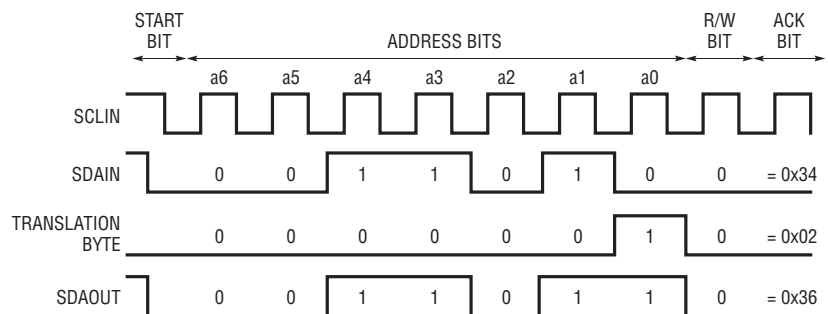 START BIT
ADDRESS BITS
R/W BIT
ACK BIT
a6 a5 a4 a3 a2 a1 a0
SCLIN
SDAIN 0 0 1 1 0 1 0 0 = 0x34
TRANSLATION BYTE 0 0 0 0 0 0 1 0 = 0x02
SDAOUT 0 0 1 1 0 1 1 0 = 0x36